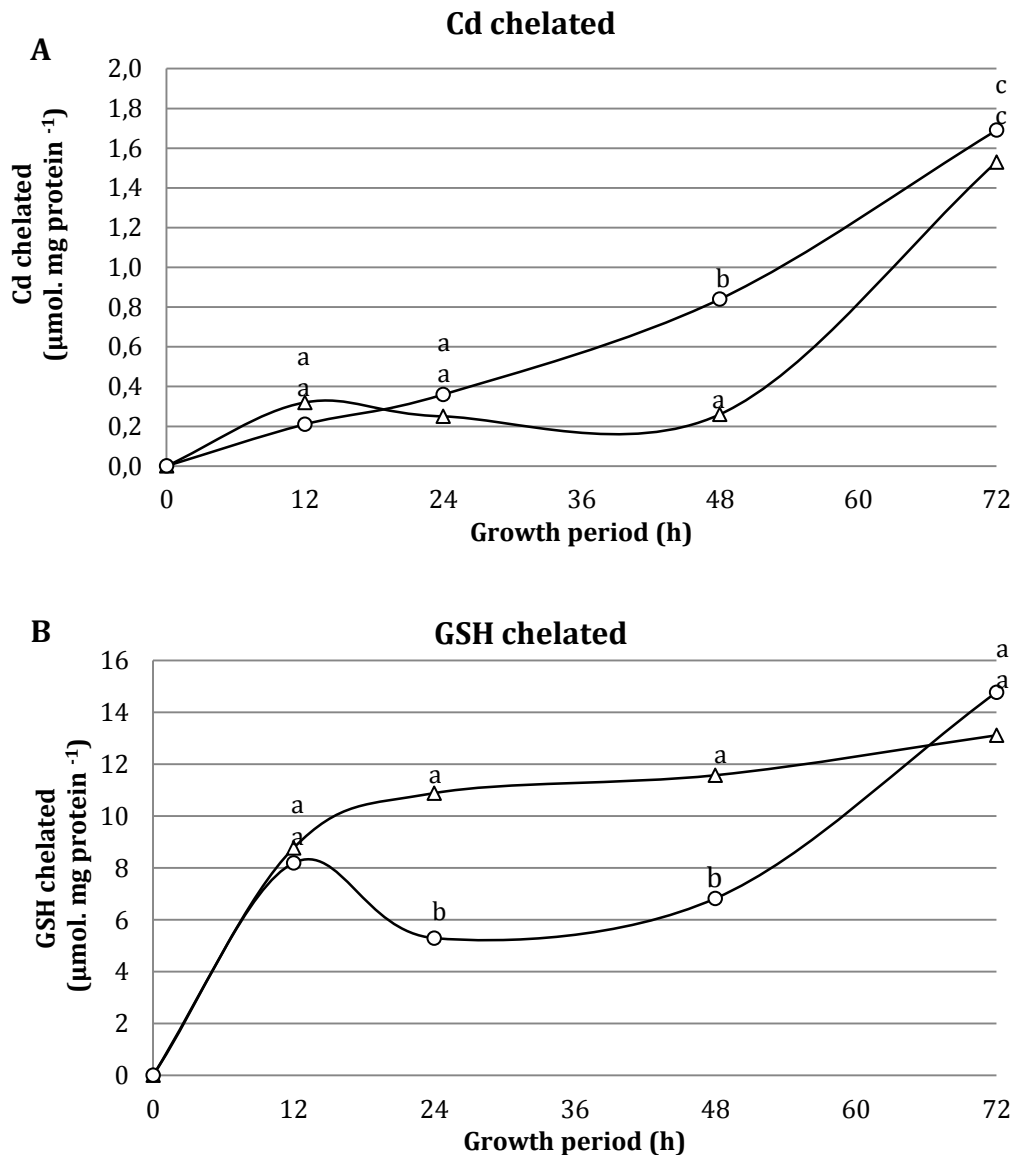 Cd chelated
A
2,0
1,8
1,6
1,4
1,2
1,0
0,8
0,6
0,4
0,2
0,0
Cd chelated
(µmol. mg protein ⁻¹)
c
c
b
a
a
a
a
a
0 12 24 36 48 60 72
Growth period (h)
B
GSH chelated
16
14
12
10
8
6
4
2
0
GSH chelated
(µmol. mg protein ⁻¹)
a
a
a
a
a
a
b
b
0 12 24 36 48 60 72
Growth period (h)